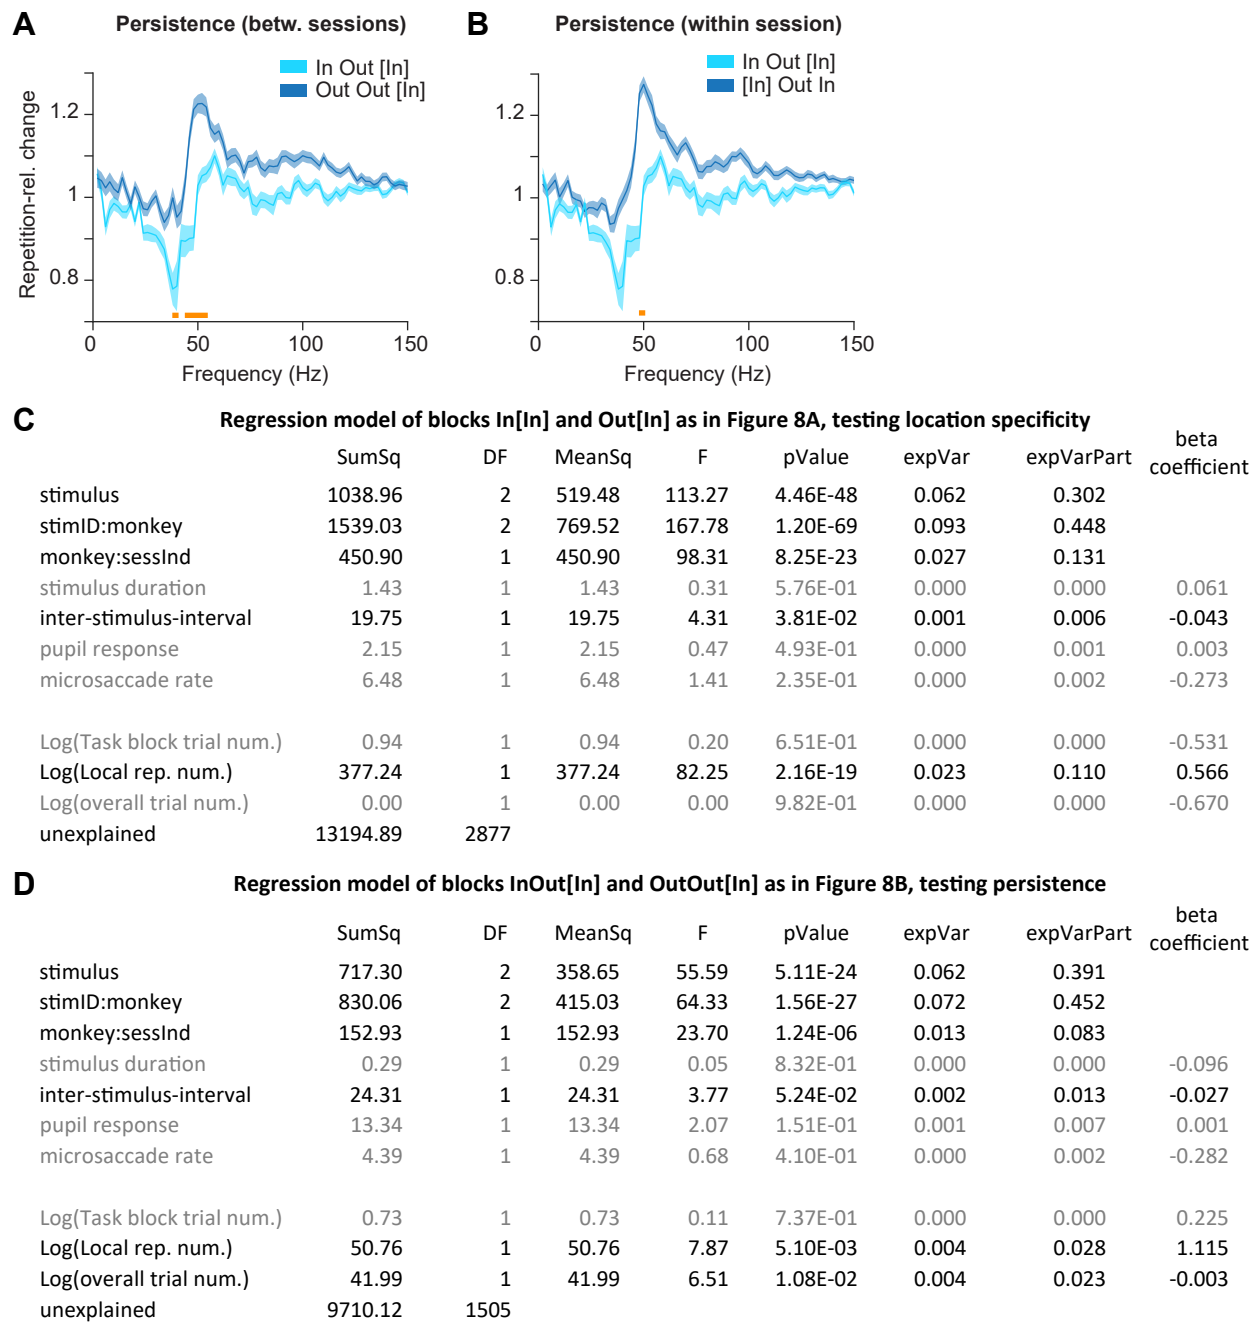 A Persistence (betw. sessions)
In Out [In]
Out Out [In]
Repetition-rel. change
1.2
1
0.8
0 50 100 150
Frequency (Hz)
B Persistence (within session)
In Out [In]
[In] Out In
1.2
1
0.8
0 50 100 150
Frequency (Hz)
C Regression model of blocks In[In] and Out[In] as in Figure 8A, testing location specificity
SumSq DF MeanSq F pValue expVar expVarPart beta coefficient
stimulus 1038.96 2 519.48 113.27 4.46E-48 0.062 0.302
stimID:monkey 1539.03 2 769.52 167.78 1.20E-69 0.093 0.448
monkey:sessInd 450.90 1 450.90 98.31 8.25E-23 0.027 0.131
stimulus duration 1.43 1 1.43 0.31 5.76E-01 0.000 0.000 0.061
inter-stimulus-interval 19.75 1 19.75 4.31 3.81E-02 0.001 0.006 -0.043
pupil response 2.15 1 2.15 0.47 4.93E-01 0.000 0.001 0.003
microsaccade rate 6.48 1 6.48 1.41 2.35E-01 0.000 0.002 -0.273
Log(Task block trial num.) 0.94 1 0.94 0.20 6.51E-01 0.000 0.000 -0.531
Log(Local rep. num.) 377.24 1 377.24 82.25 2.16E-19 0.023 0.110 0.566
Log(overall trial num.) 0.00 1 0.00 0.00 9.82E-01 0.000 0.000 -0.670
unexplained 13194.89 2877
D Regression model of blocks InOut[In] and OutOut[In] as in Figure 8B, testing persistence
SumSq DF MeanSq F pValue expVar expVarPart beta coefficient
stimulus 717.30 2 358.65 55.59 5.11E-24 0.062 0.391
stimID:monkey 830.06 2 415.03 64.33 1.56E-27 0.072 0.452
monkey:sessInd 152.93 1 152.93 23.70 1.24E-06 0.013 0.083
stimulus duration 0.29 1 0.29 0.05 8.32E-01 0.000 0.000 -0.096
inter-stimulus-interval 24.31 1 24.31 3.77 5.24E-02 0.002 0.013 -0.027
pupil response 13.34 1 13.34 2.07 1.51E-01 0.001 0.007 0.001
microsaccade rate 4.39 1 4.39 0.68 4.10E-01 0.000 0.002 -0.282
Log(Task block trial num.) 0.73 1 0.73 0.11 7.37E-01 0.000 0.000 0.225
Log(Local rep. num.) 50.76 1 50.76 7.87 5.10E-03 0.004 0.028 1.115
Log(overall trial num.) 41.99 1 41.99 6.51 1.08E-02 0.004 0.023 -0.003
unexplained 9710.12 1505